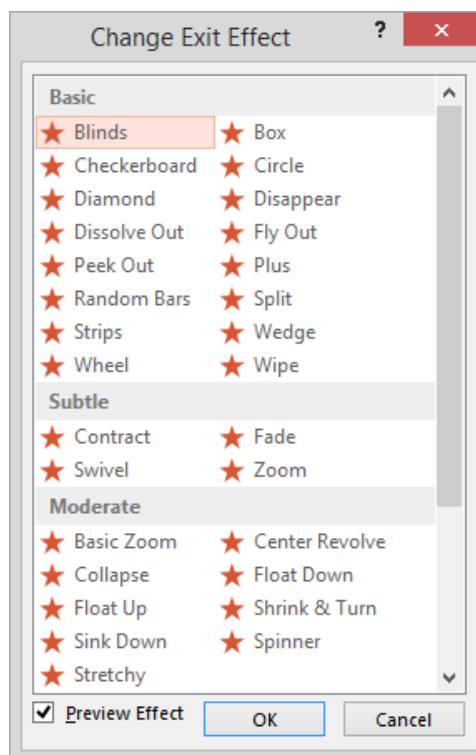 Change Exit Effect ? ×
Basic
Blinds Box
Checkerboard Circle
Diamond Disappear
Dissolve Out Fly Out
Peek Out Plus
Random Bars Split
Strips Wedge
Wheel Wipe
Subtle
Contract Fade
Swivel Zoom
Moderate
Basic Zoom Center Revolve
Collapse Float Down
Float Up Shrink & Turn
Sink Down Spinner
Stretchy
Preview Effect OK Cancel